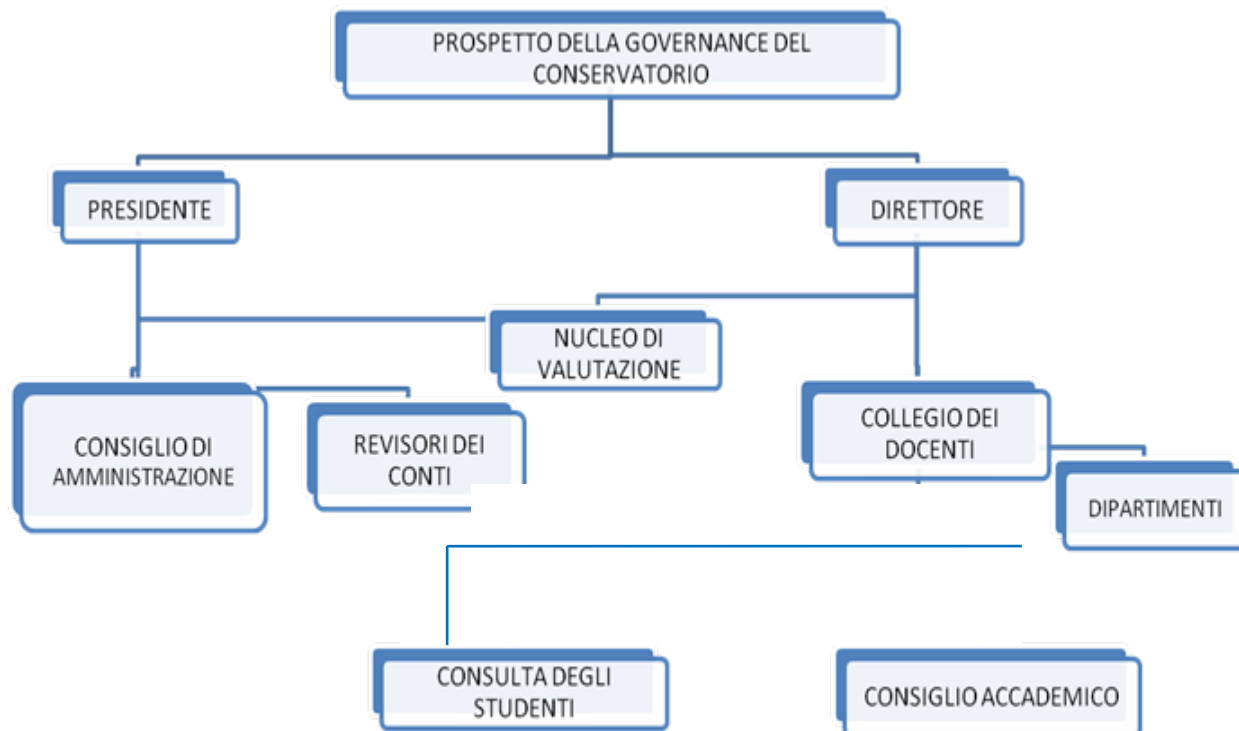 PROSPETTO DELLA GOVERNANCE DEL
CONSERVATORIO
PRESIDENTE
DIRETTORE
NUCLEO DI
VALUTAZIONE
CONSIGLIO DI
AMMINISTRAZIONE
REVISORI DEI
CONTI
COLLEGIO DEI
DOCENTI
DIPARTIMENTI
CONSULTA DEGLI
STUDENTI
CONSIGLIO ACCADEMICO